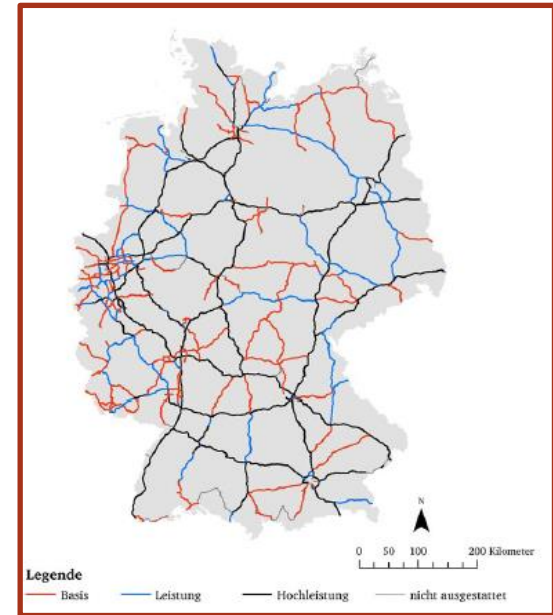 N
0 50 100 200 Kilometer
Legende
Basis Leistung Hochleistung nicht ausgestattet